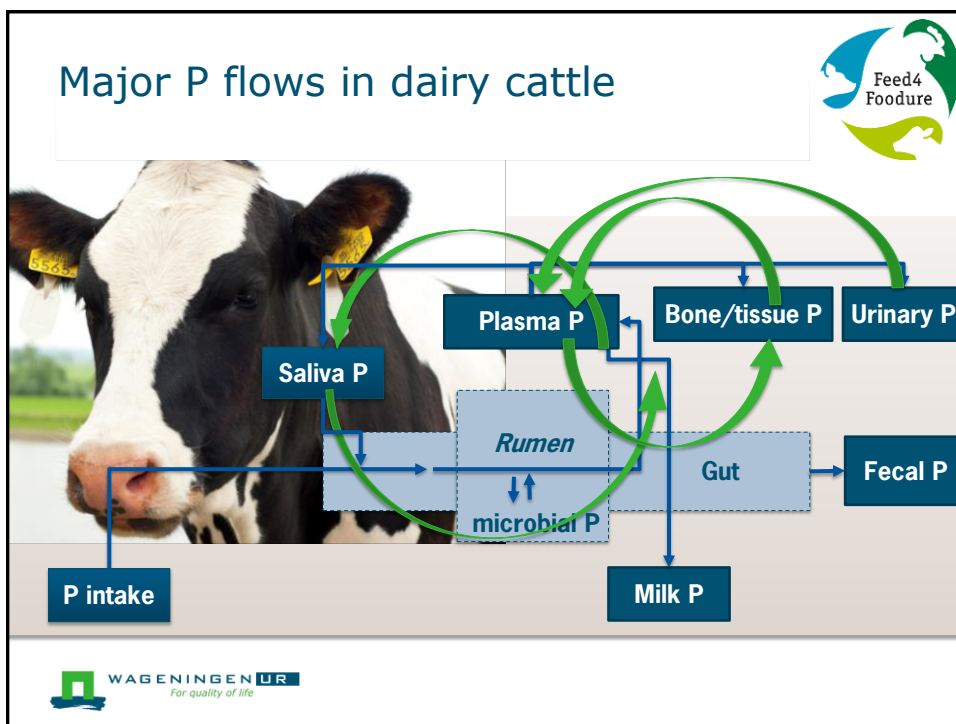 Major P flows in dairy cattle
Feed4
Foodure
5565
Plasma P
Bone/tissue P
Urinary P
Saliva P
Rumen
Gut
Fecal P
microbial P
P intake
Milk P
WAGENINGEN UR
For quality of life